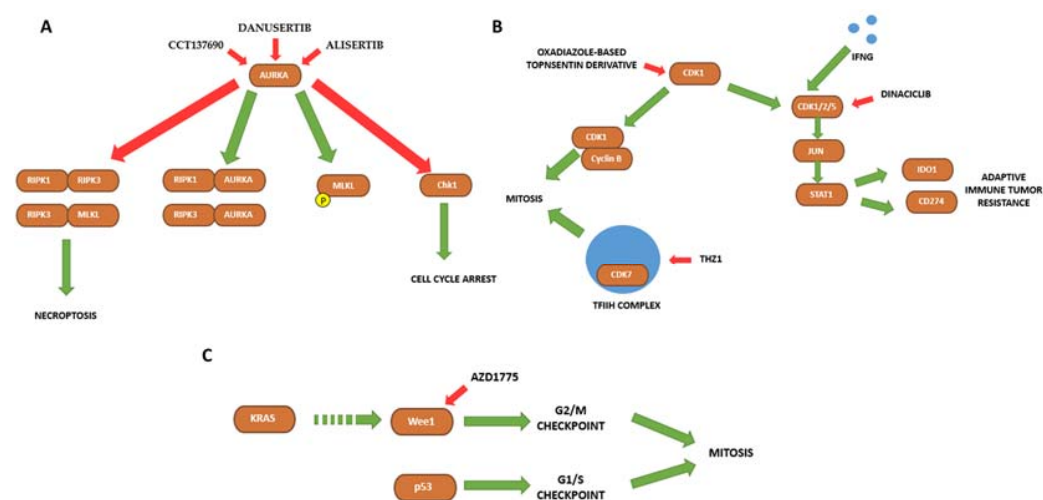 A
DANUSERTIB
CCT137690
ALISERTIB
AURKA
RIPK1 RIPK3
RIPK1 AURKA
MLKL
P
Chk1
RIPK3 MLKL
RIPK3 AURKA
CELL CYCLE ARREST
NECROPTOSIS
B
OXADIAZOLE-BASED
TOPNSENTIN DERIVATIVE
CDK1
IFNG
CDK1/2/5
DINACICLIB
CDK1
Cyclin B
JUN
MITOSIS
STAT1
IDO1
CD274
ADAPTIVE
IMMUNE TUMOR
RESISTANCE
CDK7
THZ1
TFIIH COMPLEX
C
AZD1775
KRAS
Wee1
G2/M
CHECKPOINT
MITOSIS
p53
G1/S
CHECKPOINT